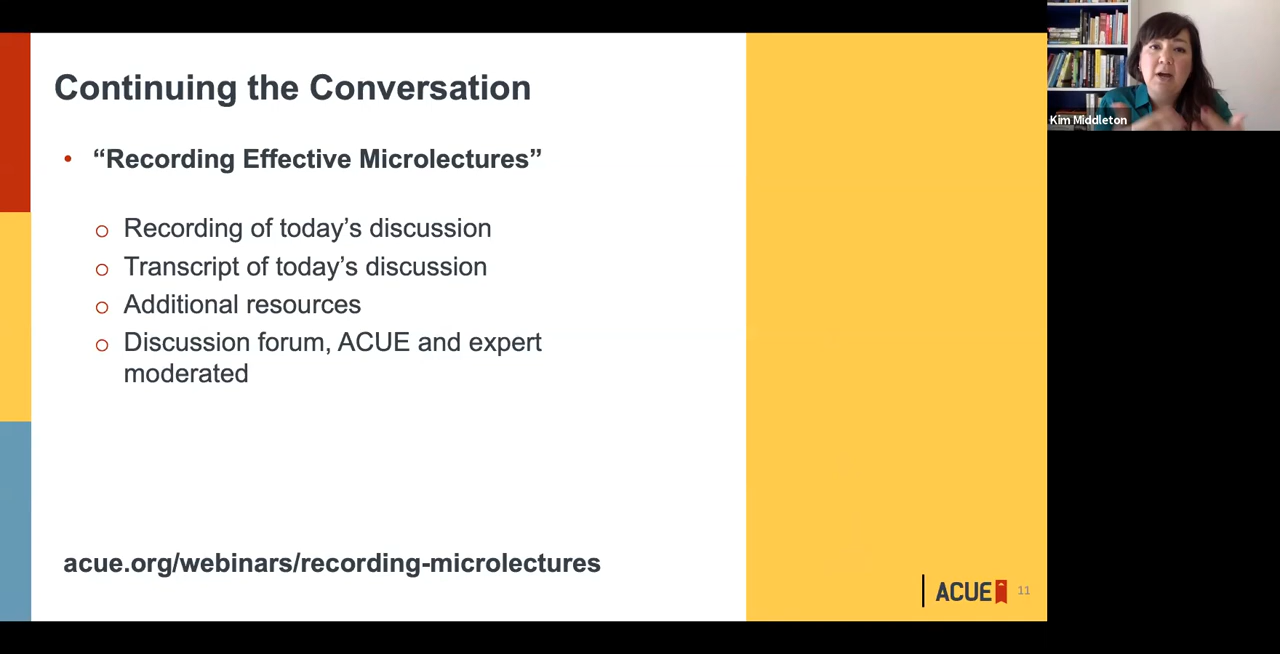 Continuing the Conversation
• “Recording Effective Microlectures”
o Recording of today’s discussion
o Transcript of today’s discussion
o Additional resources
o Discussion forum, ACUE and expert
moderated
acue.org/webinars/recording-microlectures
ACUE 11
Kim Middleton